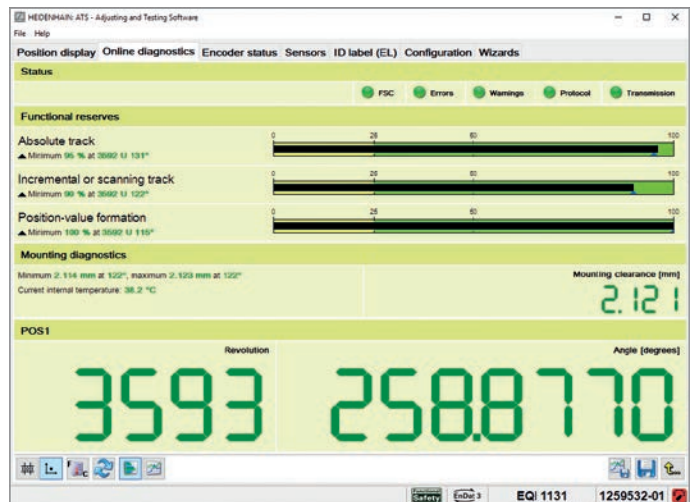 HEIDENHAIN: ATS - Adjusting and Testing Software
File Help
Position display Online diagnostics Encoder status Sensors ID label (EL) Configuration Wizards
Status
FSC Errors Warnings Protocol Transmission
Functional reserves
Absolute track
0 25 50 100
Minimum 95 % at 3592 U 131°
Incremental or scanning track
0 25 50 100
Minimum 90 % at 3592 U 122°
Position-value formation
0 25 50 100
Minimum 100 % at 3592 U 115°
Mounting diagnostics
Minimum 2.114 mm at 122°, maximum 2.123 mm at 122° Mounting clearance [mm]
Current internal temperature: 38.2 °C
2.121
POS1
Revolution Angle [degrees]
3593 258.8770
Functional Safety EnDat 3 EQI 1131 1259532-01